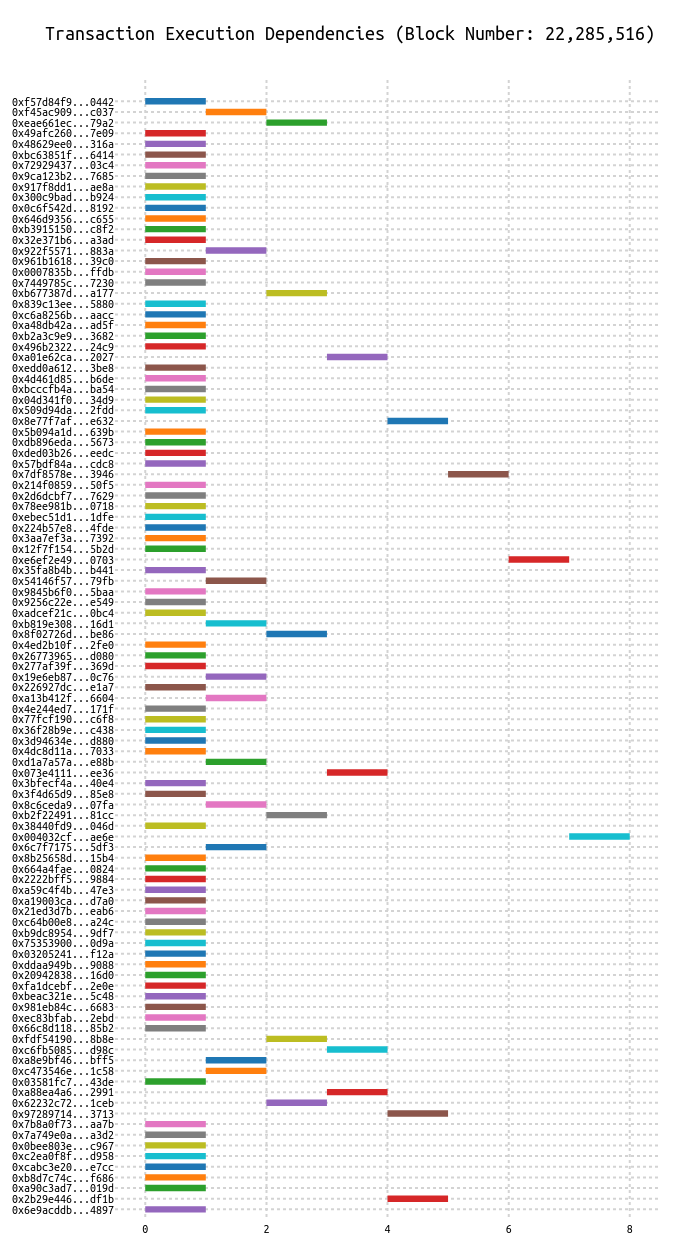 Transaction Execution Dependencies (Block Number: 22,285,516)
0xf57d84f9...0442
0xf45ac909...c037
0xeae661ec...79a2
0x49afc260...7e09
0x48629ee0...316a
0xbc63851f...6414
0x72929437...03c4
0x9ca123b2...7685
0x917f8dd1...ae8a
0x300c9bad...b924
0x0c6f542d...8192
0x646d9356...c655
0xb3915150...c8f2
0x32e371b6...a3ad
0x922f5571...883a
0x961b1618...39c0
0x0007835b...ffdb
0x7449785c...7230
0xb677387d...a177
0x839c13ee...5880
0xc6a8256b...aacc
0xa48db42a...ad5f
0xb2a3c9e9...3682
0x496b2322...24c9
0xa01e62ca...2027
0xedd0a612...3be8
0x4d461d85...b6de
0xbcccfb4a...ba54
0x04d341f0...34d9
0x509d94da...2fdd
0x8e77f7af...e632
0x5b094a1d...639b
0xdb896eda...5673
0xded03b26...eedc
0x57bdf84a...cdc8
0x7df8578e...3946
0x214f0859...50f5
0x2d6dcbf7...7629
0x78ee981b...0718
0xebec51d1...1dfe
0x224b57e8...4fde
0x3aa7ef3a...7392
0x12f7f154...5b2d
0xe6ef2e49...0703
0x35fa8b4b...b441
0x54146f57...79fb
0x9845b6f0...5baa
0x9256c22e...e549
0xadcef21c...0bc4
0xb819e308...16d1
0x8f02726d...be86
0x4ed2b10f...2fe0
0x26773965...d080
0x277af39f...369d
0x19e6eb87...0c76
0x226927dc...e1a7
0xa13b412f...6604
0x4e244ed7...171f
0x77fcf190...c6f8
0x36f28b9e...c438
0x3d94634e...d880
0x4dc8d11a...7033
0xd1a7a57a...e88b
0x073e4111...ee36
0x3bfecf4a...40e4
0x3f4d65d9...85e8
0x8c6ceda9...07fa
0xb2f22491...81cc
0x38440fd9...046d
0x004032cf...ae6e
0x6c7f7175...5df3
0x8b25658d...15b4
0x664a4fae...0824
0x2222bff5...9884
0xa59c4f4b...47e3
0xa19003ca...d7a0
0x21ed3d7b...eab6
0xc64b00e8...a24c
0xb9dc8954...9df7
0x75353900...0d9a
0x03205241...f12a
0xddaa949b...9088
0x20942838...16d0
0xfa1dcebf...2e0e
0xbeac321e...5c48
0x981eb84c...6683
0xec83bfab...2ebd
0x66c8d118...85b2
0xfdf54190...8b8e
0xc6fb5085...d98c
0xa8e9bf46...bff5
0xc473546e...1c58
0x03581fc7...43de
0xa88ea4a6...2991
0x62232c72...1ceb
0x97289714...3713
0x7b8a0f73...aa7b
0x7a749e0a...a3d2
0x0bee803e...c967
0xc2ea0f8f...d958
0xcabc3e20...e7cc
0xb8d7c74c...f686
0xa90c3ad7...019d
0x2b29e446...df1b
0x6e9acddb...4897
0 2 4 6 8